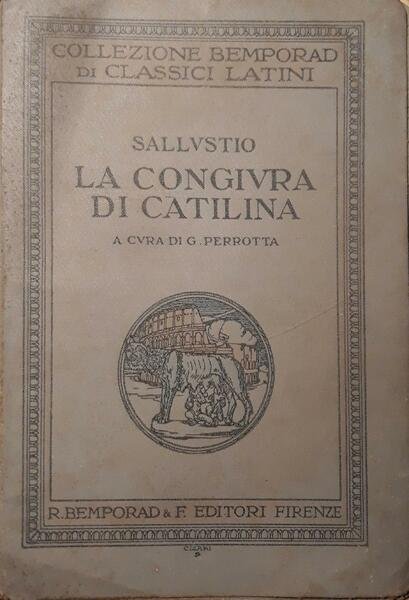 COLLEZIONE BEMPORAD
DI CLASSICI LATINI
SALLVSTIO
LA CONGIVRA
DI CATILINA
A CVRA DI G. PERROTTA
R. BEMPORAD & F. EDITORI FIRENZE